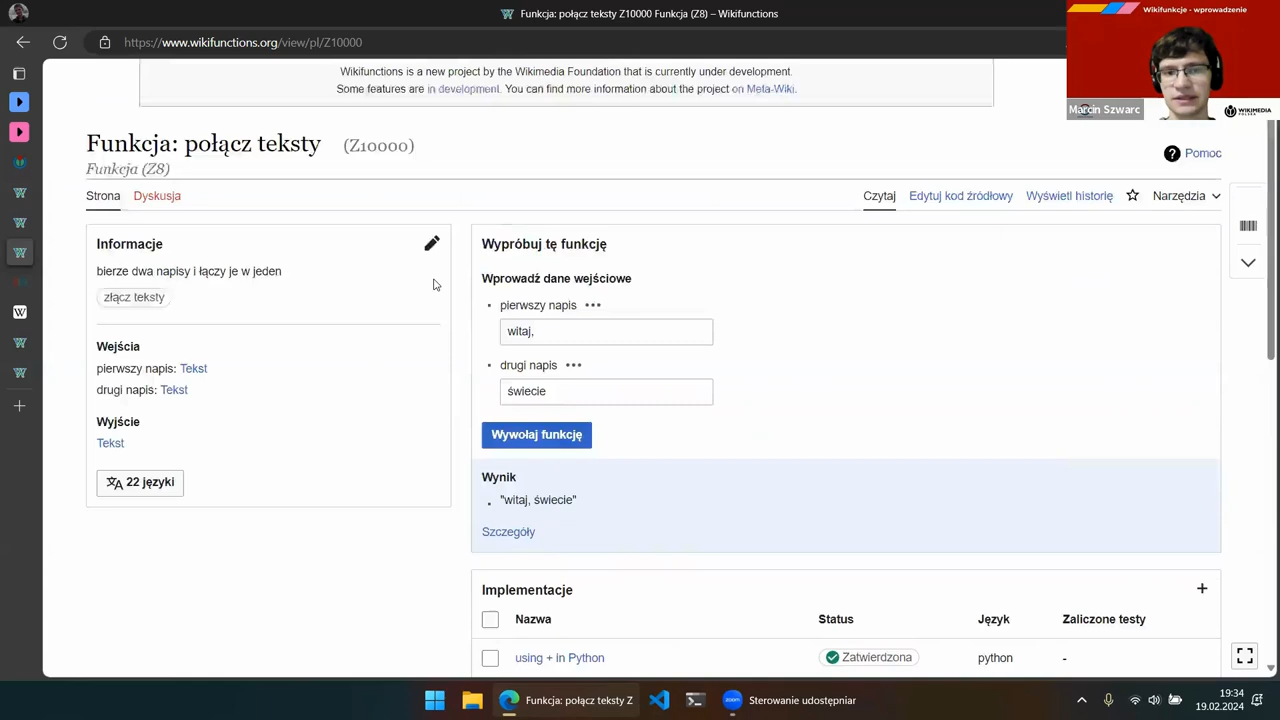 Funkcja: połącz teksty Z10000 Funkcja (Z8) – Wikifunctions
https://www.wikifunctions.org/view/pl/Z10000
Wikifunkcje - wprowadzenie
Marcin Szwarc
WIKIMEDIA
POLSKA
Wikifunctions is a new project by the Wikimedia Foundation that is currently under development.
Some features are in development. You can find more information about the project on Meta-Wiki.
Funkcja: połącz teksty (Z10000)
Funkcja (Z8)
Pomoc
Strona Dyskusja Czytaj Edytuj kod źródłowy Wyświetl historię Narzędzia
Informacje
bierze dwa napisy i łączy je w jeden
złącz teksty
Wejścia
pierwszy napis: Tekst
drugi napis: Tekst
Wyjście
Tekst
22 języki
Wypróbuj tę funkcję
Wprowadź dane wejściowe
pierwszy napis
witaj,
drugi napis
świecie
Wywołaj funkcję
Wynik
"witaj, świecie"
Szczegóły
Implementacje
Nazwa Status Język Zaliczone testy
using + in Python Zatwierdzona python -
Funkcja: połącz teksty Z
zoom
Sterowanie udostępniar
19:34
19.02.2024